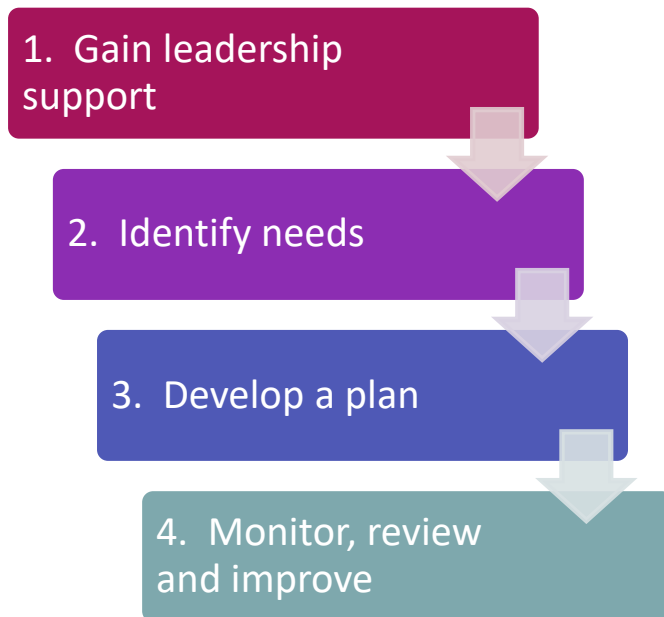 1. Gain leadership
support
2. Identify needs
3. Develop a plan
4. Monitor, review
and improve